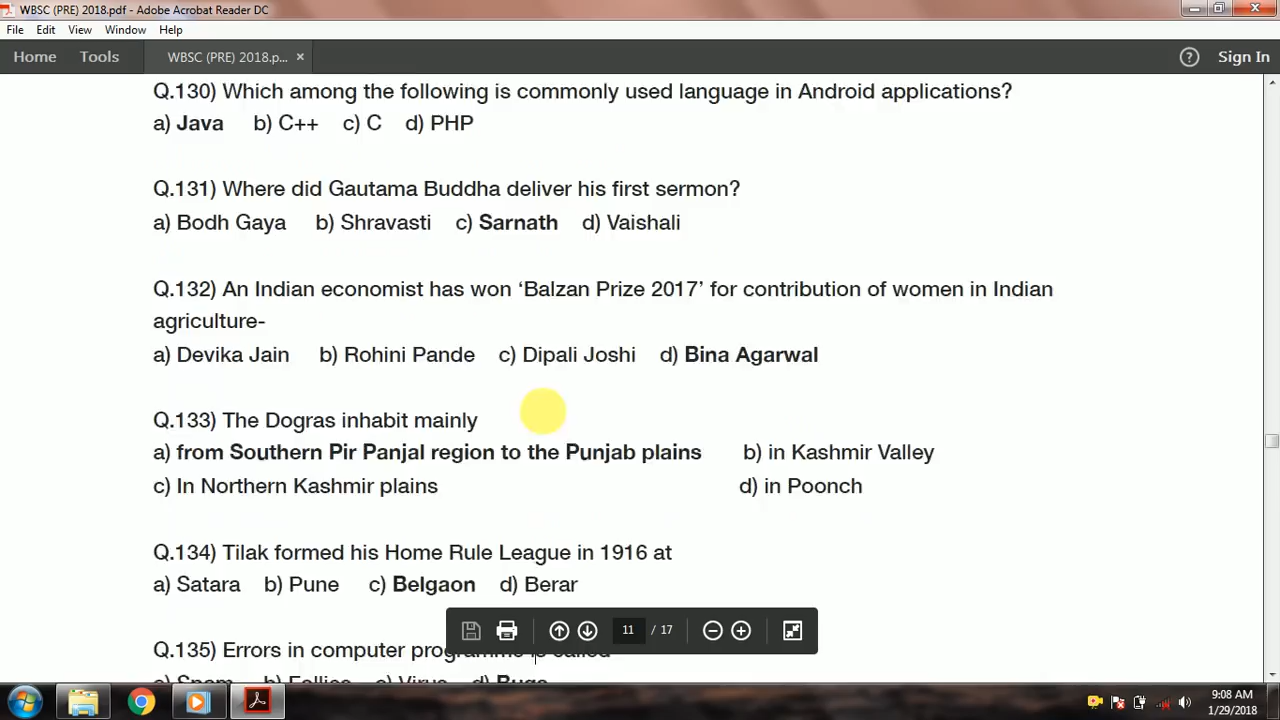 WBSC (PRE) 2018.pdf - Adobe Acrobat Reader DC
File Edit View Window Help
Home Tools WBSC (PRE) 2018.p... × ? Sign In
Q.130) Which among the following is commonly used language in Android applications?
a) Java b) C++ c) C d) PHP
Q.131) Where did Gautama Buddha deliver his first sermon?
a) Bodh Gaya b) Shravasti c) Sarnath d) Vaishali
Q.132) An Indian economist has won ‘Balzan Prize 2017’ for contribution of women in Indian
agriculture-
a) Devika Jain b) Rohini Pande c) Dipali Joshi d) Bina Agarwal
Q.133) The Dogras inhabit mainly
a) from Southern Pir Panjal region to the Punjab plains b) in Kashmir Valley
c) In Northern Kashmir plains d) in Poonch
Q.134) Tilak formed his Home Rule League in 1916 at
a) Satara b) Pune c) Belgaon d) Berar
11 / 17
Q.135) Errors in computer programme is called
a) Spam b) c) Virus d) Bugs
9:08 AM
1/29/2018